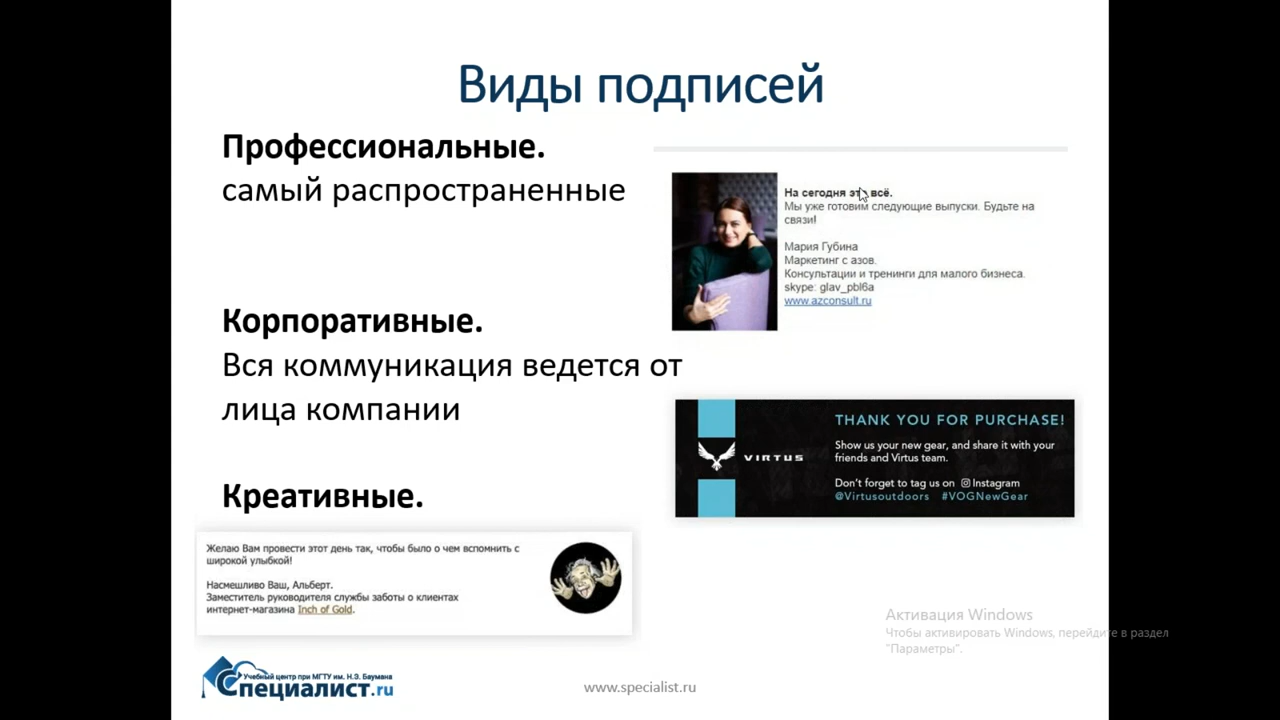 Виды подписей
Профессиональные.
самый распространенные
На сегодня это всё.
Мы уже готовим следующие выпуски. Будьте на
связи!
Мария Губина
Маркетинг с азов.
Консультации и тренинги для малого бизнеса.
skype: glav_pbl6a
www.azconsult.ru
Корпоративные.
Вся коммуникация ведется от
лица компании
THANK YOU FOR PURCHASE!
Show us your new gear, and share it with your
friends and Virtus team.
VIRTUS
Don't forget to tag us on Instagram
@Virtusoutdoors #VOGNewGear
Креативные.
Желаю Вам провести этот день так, чтобы было о чем вспомнить с
широкой улыбкой!
Насмешливо Ваш, Альберт.
Заместитель руководителя службы заботы о клиентах
интернет-магазина Inch of Gold.
Активация Windows
Чтобы активировать Windows, перейдите в раздел
"Параметры".
Учебный центр при МГТУ им. Н.Э. Баумана
Специалист.ru
www.specialist.ru